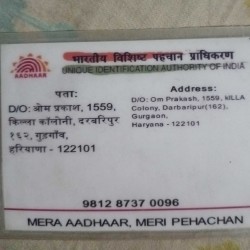 भारतीय विशिष्ट पहचान प्राधिकरण
UNIQUE IDENTIFICATION AUTHORITY OF INDIA
AADHAAR
पता:
D/O: ओम प्रकाश, 1559,
किल्ला कॉलोनी, दरबरिपुर
१६२, गुड़गाँव,
हरियाणा - 122101
Address:
D/O: Om Prakash, 1559, kILLA
Colony, Darbaripur(162),
Gurgaon,
Haryana - 122101
9812 8737 0096
MERA AADHAAR, MERI PEHACHAN